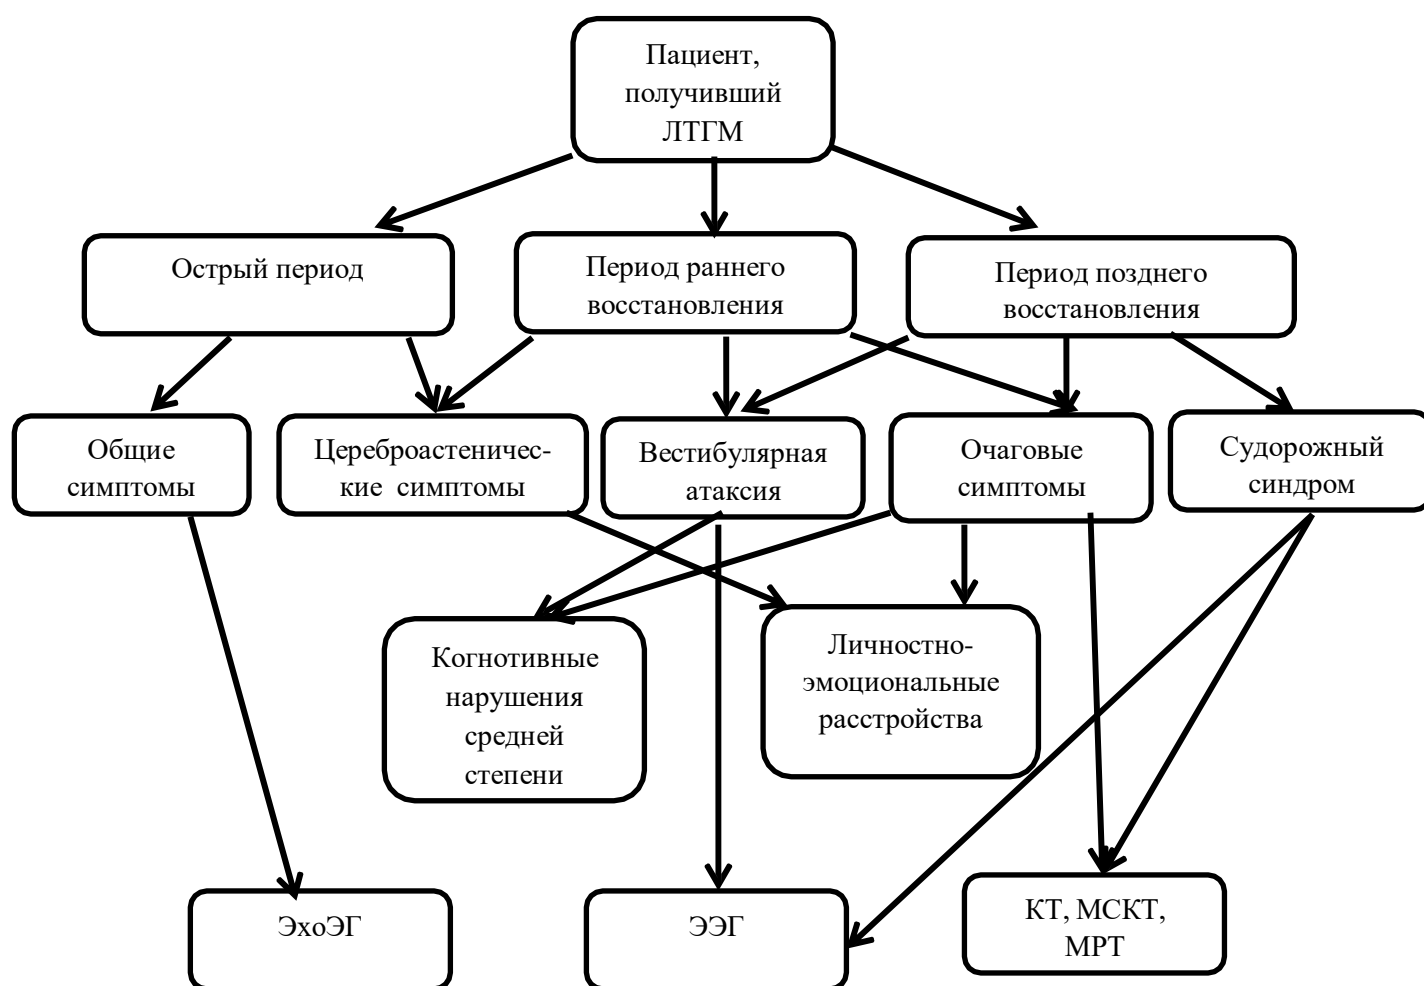 Пациент,
получивший
ЛТГМ
Острый период
Период раннего
восстановления
Период позднего
восстановления
Общие
симптомы
Цереброастеничес-
кие симптомы
Вестибулярная
атаксия
Очаговые
симптомы
Судорожный
синдром
Когнотивные
нарушения
средней
степени
Личностно-
эмоциональные
расстройства
ЭхоЭГ
ЭЭГ
КТ, МСКТ,
МРТ